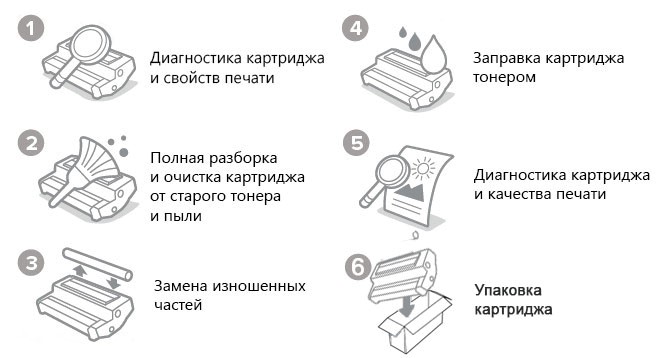 1
Диагностика картриджа
и свойств печати
2
Полная разборка
и очистка картриджа
от старого тонера
и пыли
3
Замена изношенных
частей
4
Заправка картриджа
тонером
5
Диагностика картриджа
и качества печати
6
Упаковка
картриджа